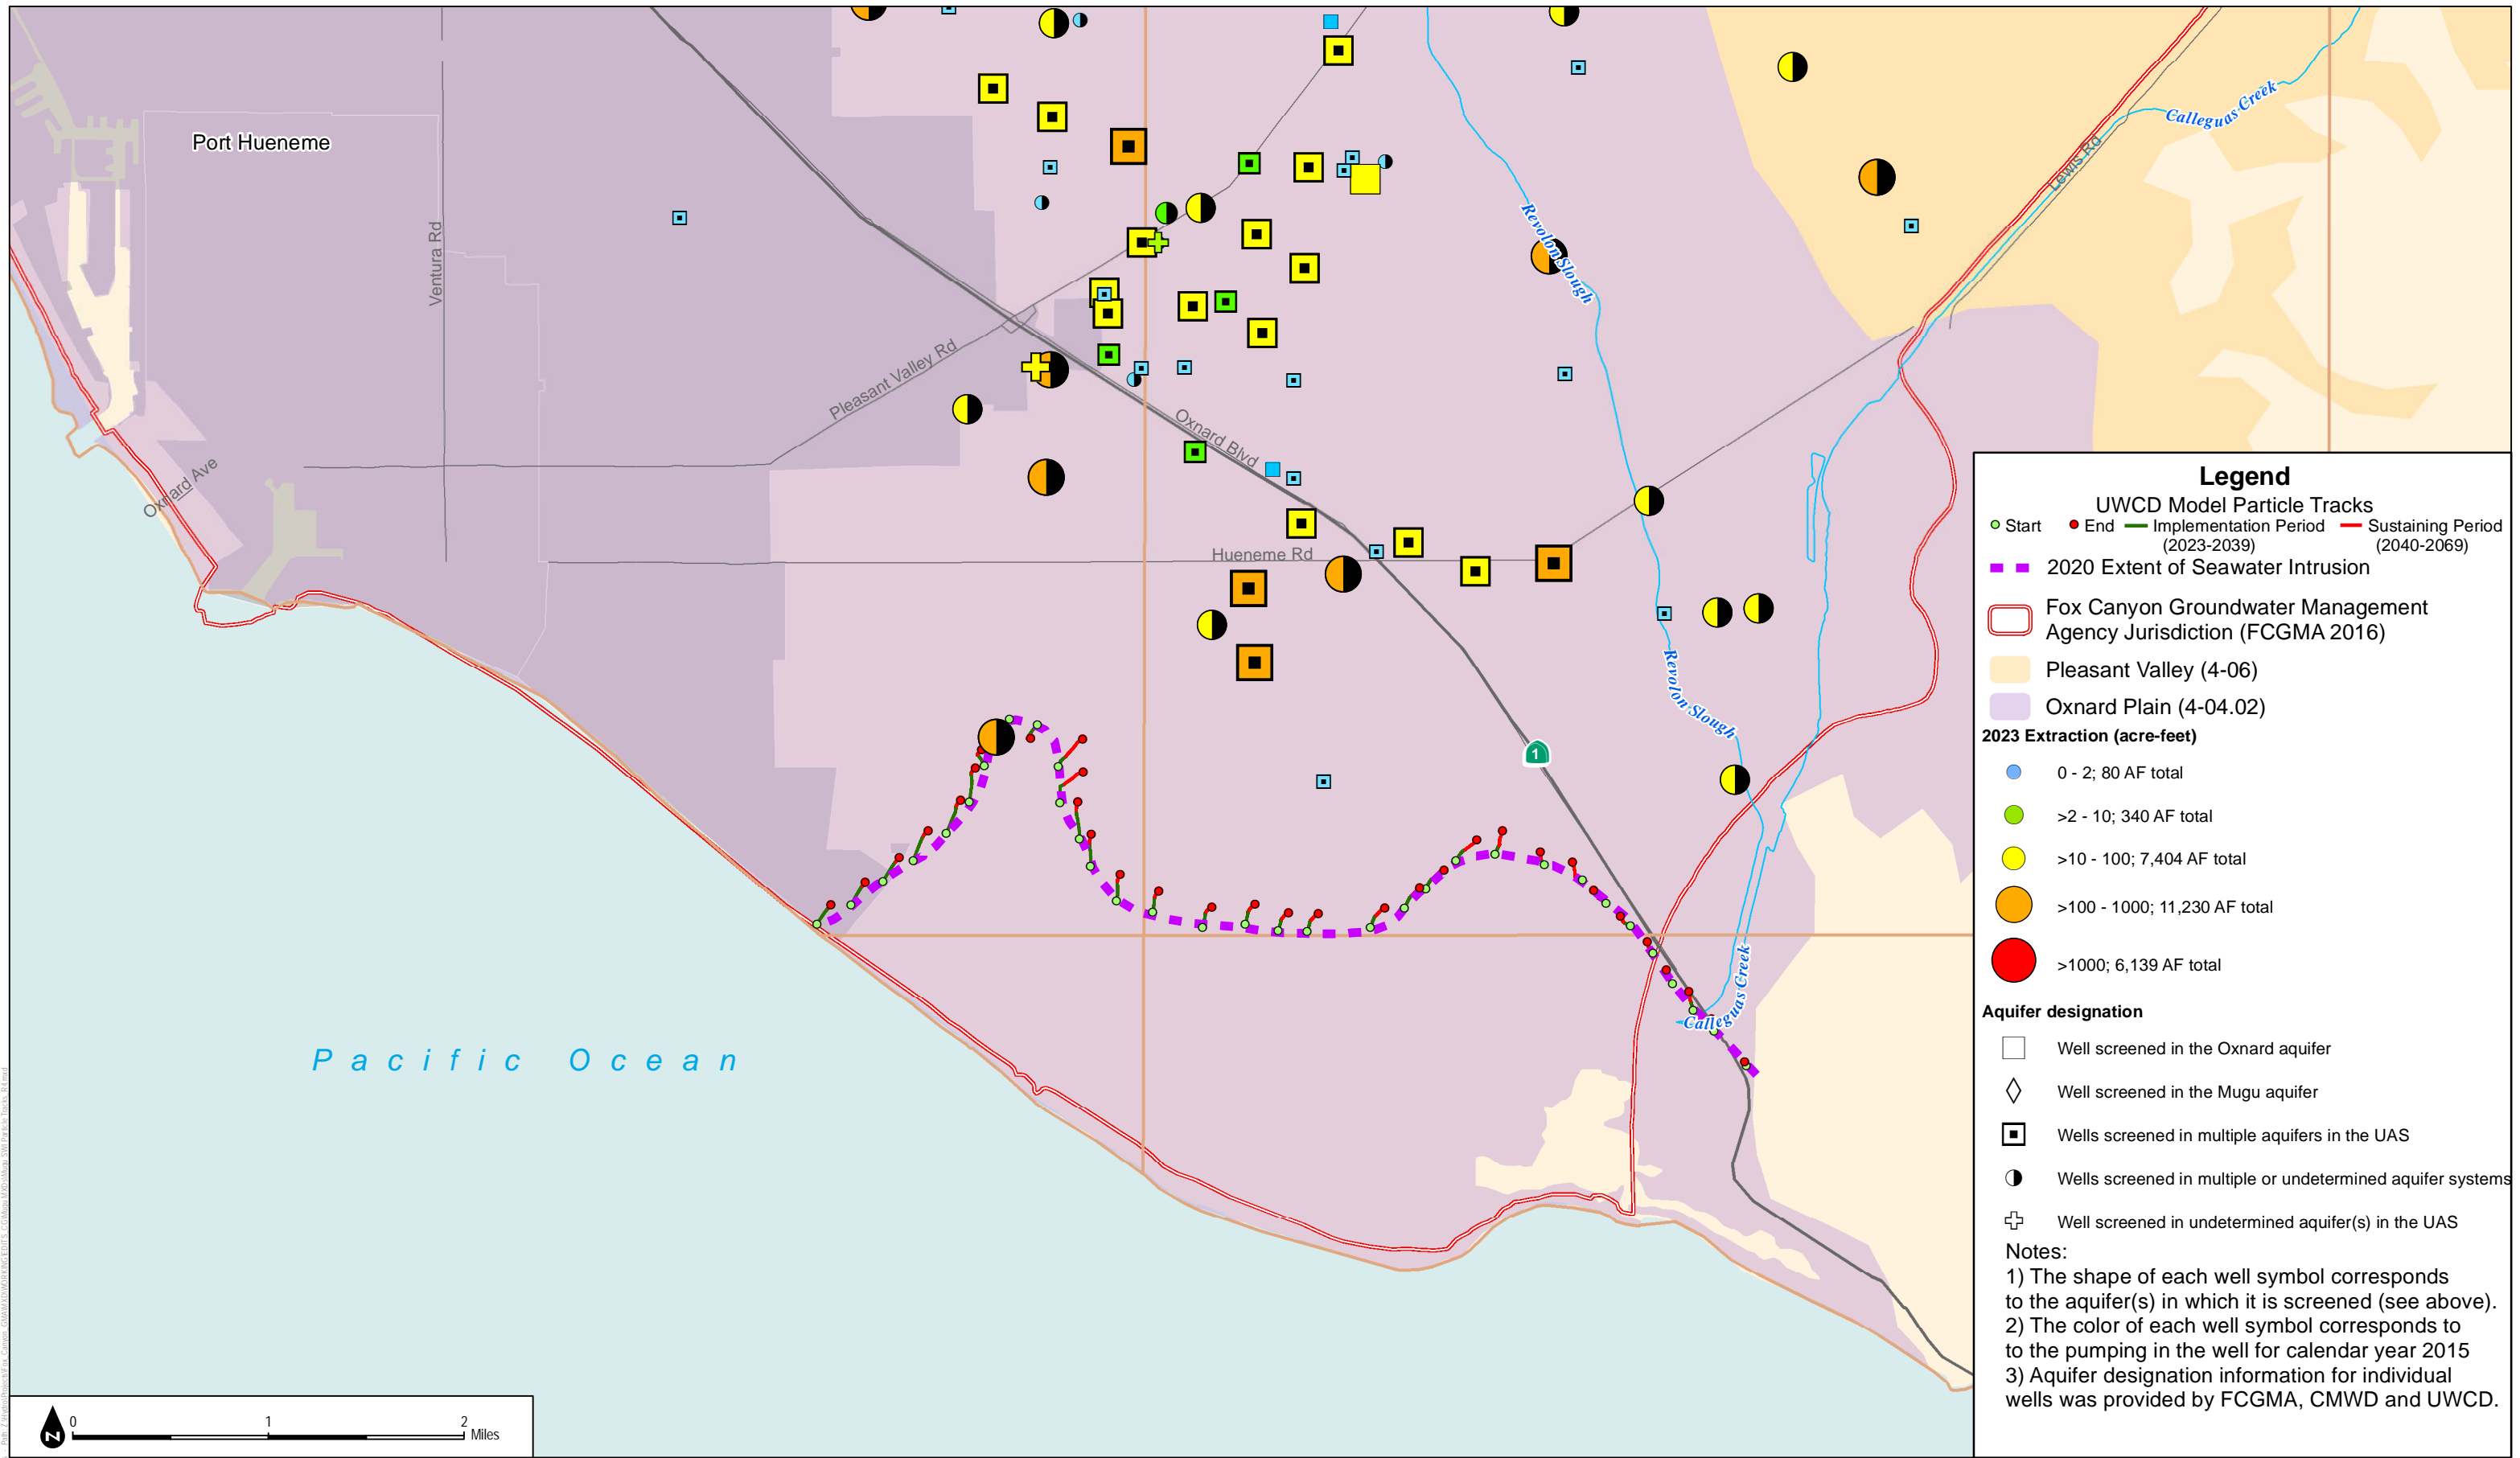 Port Hueneme
Ventura Rd
Pleasant Valley Rd
Oxnard Blvd
Oxnard Ave
Hueneme Rd
Revolon Slough
Revolon Slough
Calleguas Creek
Lewis Rd
1
Calleguas Creek
Pacific Ocean
0 1 2
Miles
N
Legend
UWCD Model Particle Tracks
Start End Implementation Period Sustaining Period
(2023-2039) (2040-2069)
2020 Extent of Seawater Intrusion
Fox Canyon Groundwater Management
Agency Jurisdiction (FCGMA 2016)
Pleasant Valley (4-06)
Oxnard Plain (4-04.02)
2023 Extraction (acre-feet)
0 - 2; 80 AF total
>2 - 10; 340 AF total
>10 - 100; 7,404 AF total
>100 - 1000; 11,230 AF total
>1000; 6,139 AF total
Aquifer designation
Well screened in the Oxnard aquifer
Well screened in the Mugu aquifer
Wells screened in multiple aquifers in the UAS
Wells screened in multiple or undetermined aquifer systems
Well screened in undetermined aquifer(s) in the UAS
Notes:
1) The shape of each well symbol corresponds
to the aquifer(s) in which it is screened (see above).
2) The color of each well symbol corresponds to
to the pumping in the well for calendar year 2015
3) Aquifer designation information for individual
wells was provided by FCGMA, CMWD and UWCD.